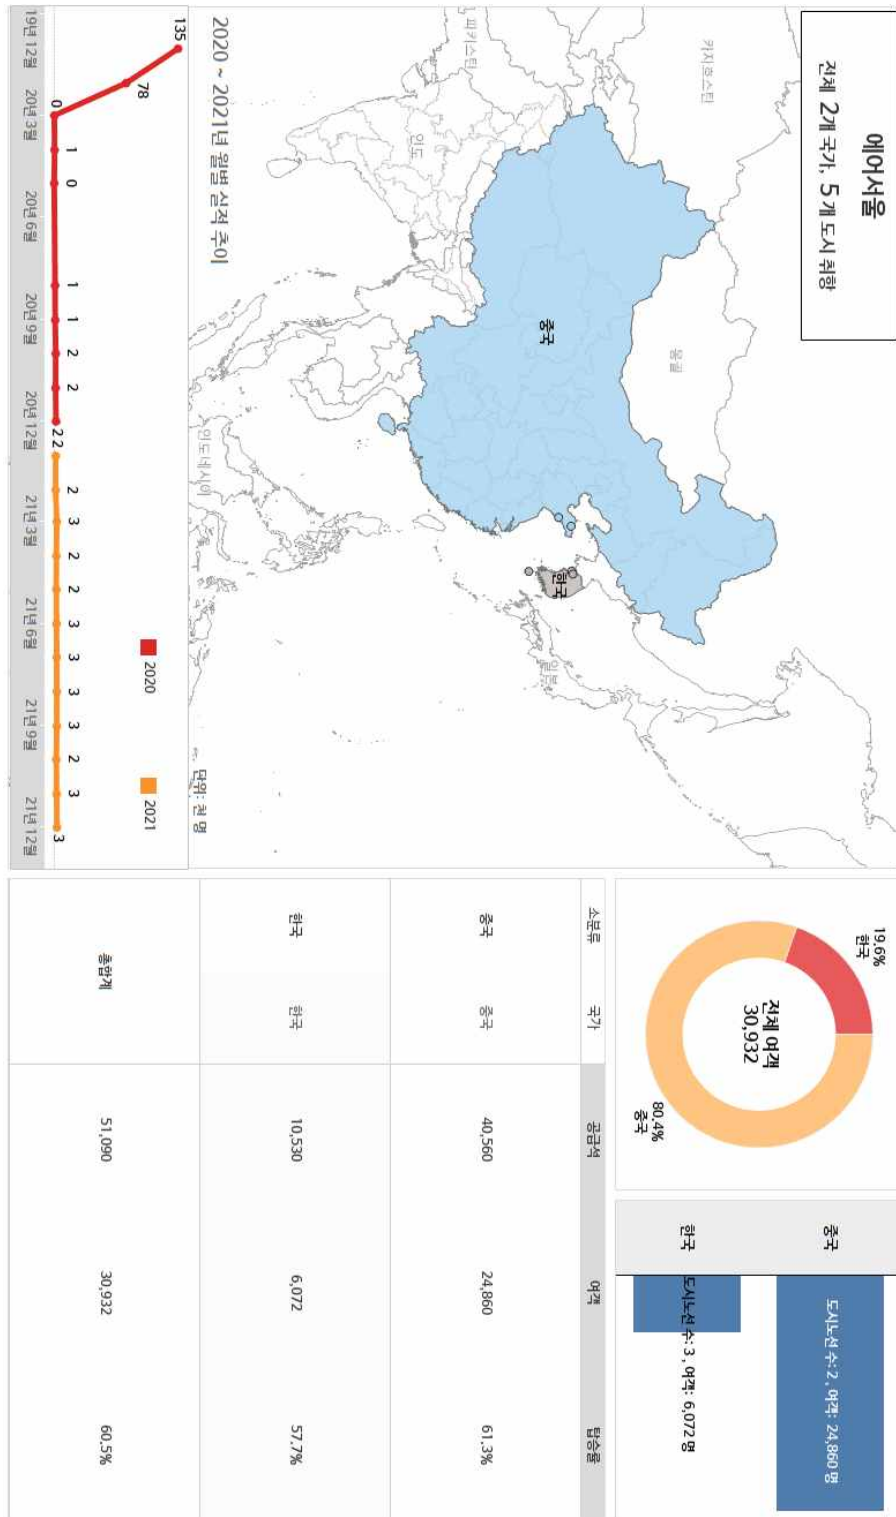 에어서울
전체 2개 국가, 5 개 도시 취항
카자흐스탄
몽골
파키스탄
인도
중국
한국
일본
인도네시아
2020 ~ 2021년 월별 실적 추이
단위: 천 명
2020
2021
135
78
0
1
0
1
1
2
2
2
2
2
3
2
2
3
3
3
3
2
3
3
19년 12월
20년 3월
20년 6월
20년 9월
20년 12월
21년 3월
21년 6월
21년 9월
21년 12월
19.6%
한국
전체 여객
30,932
80.4%
중국
중국
도시노선 수: 2 , 여객: 24,860 명
한국
도시노선 수: 3 , 여객: 6,072 명
소분류 국가 공급석 여객 탑승률
중국 중국 40,560 24,860 61.3%
한국 한국 10,530 6,072 57.7%
총합계 51,090 30,932 60.5%